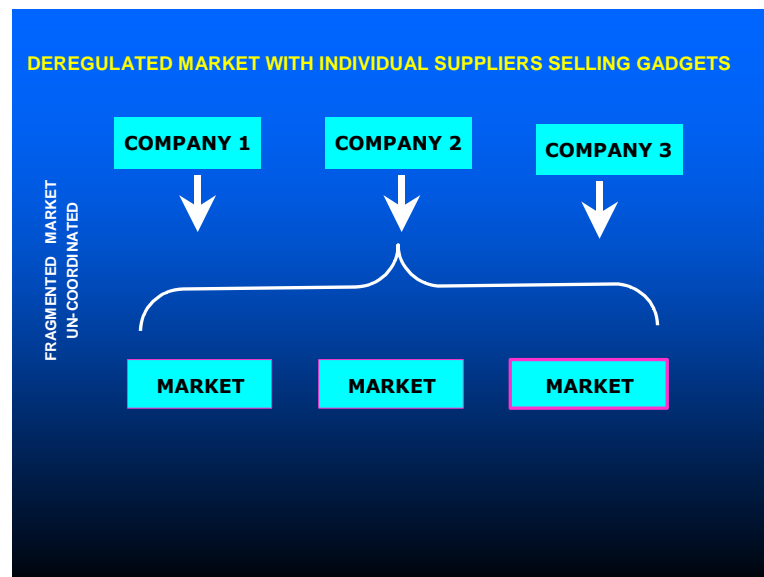 DEREGULATED MARKET WITH INDIVIDUAL SUPPLIERS SELLING GADGETS
COMPANY 1
COMPANY 2
COMPANY 3
FRAGMENTED MARKET
UN-COORDINATED
MARKET
MARKET
MARKET